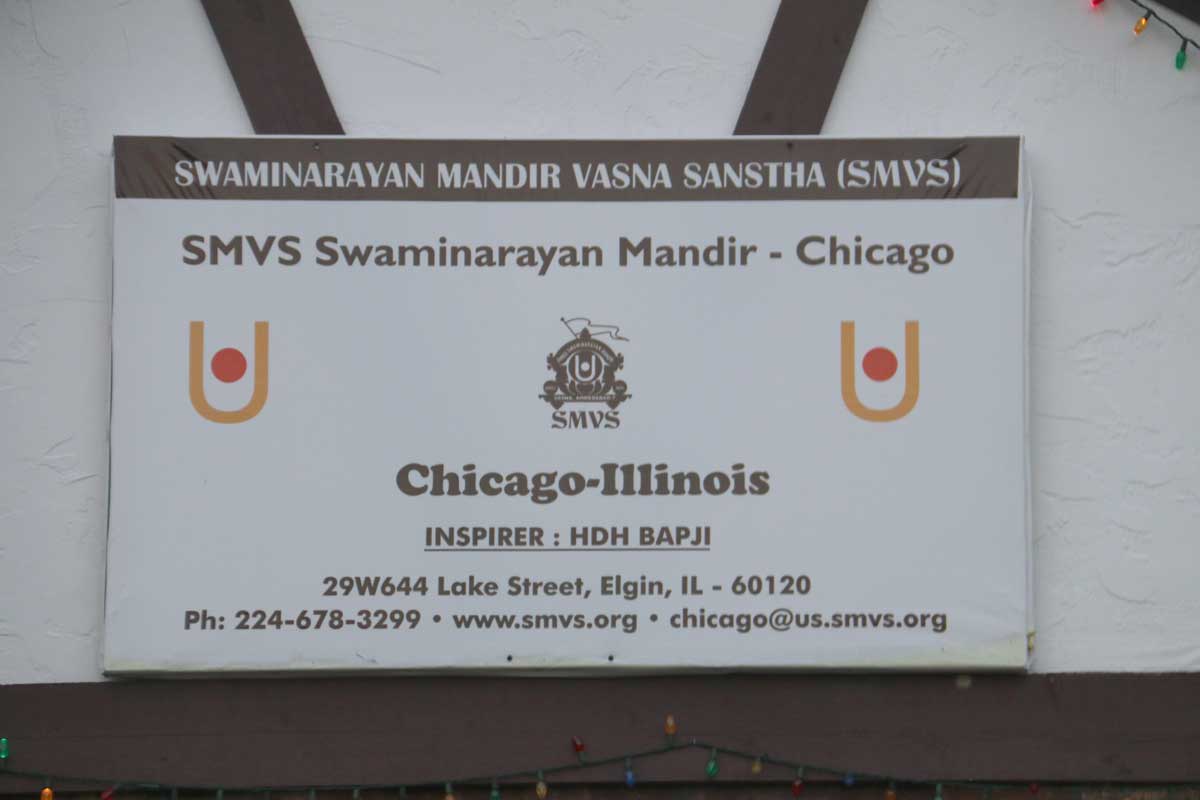 SWAMINARAYAN MANDIR VASNA SANSTHA (SMVS)
SMVS Swaminarayan Mandir - Chicago
SMVS
Chicago-Illinois
INSPIRER : HDH BAPJI
29W644 Lake Street, Elgin, IL - 60120
Ph: 224-678-3299 • www.smvs.org • chicago@us.smvs.org